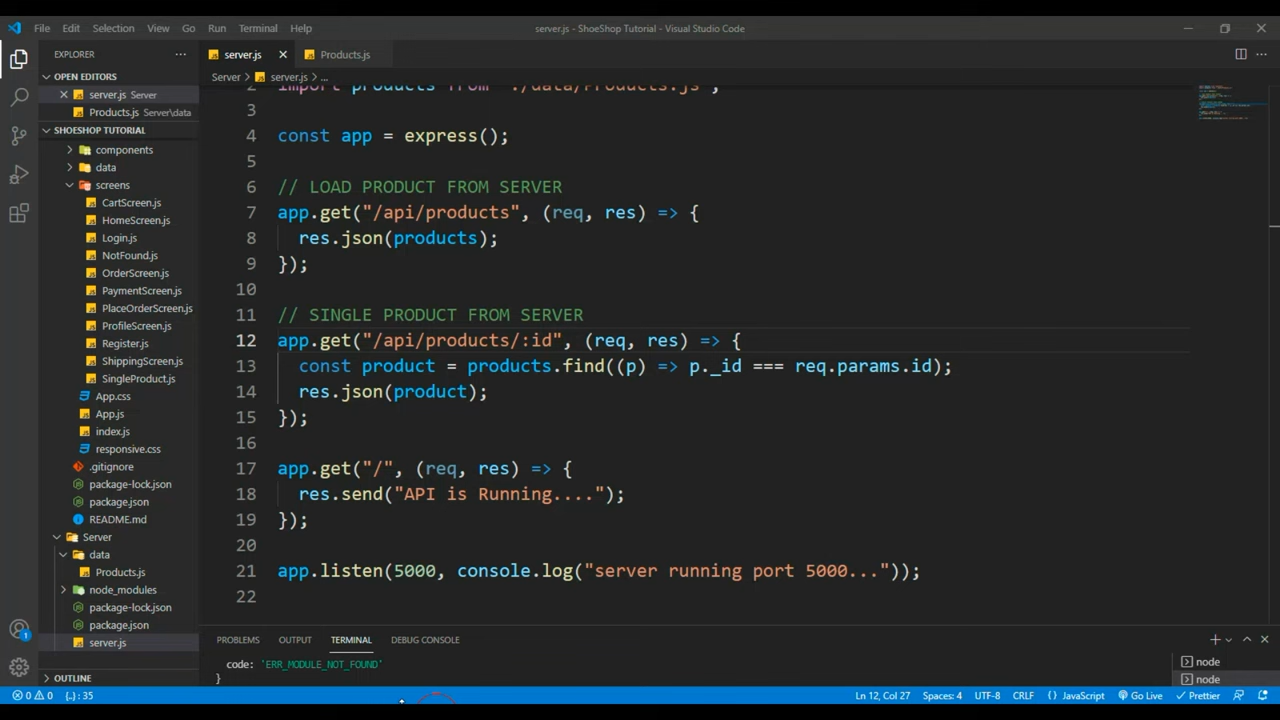 File Edit Selection View Go Run Terminal Help
server.js - ShoeShop Tutorial - Visual Studio Code
EXPLORER
OPEN EDITORS
server.js Server
Products.js Server\data
SHOESHOP TUTORIAL
components
data
screens
CartScreen.js
HomeScreen.js
Login.js
NotFound.js
OrderScreen.js
PaymentScreen.js
PlaceOrderScreen.js
ProfileScreen.js
Register.js
ShippingScreen.js
SingleProduct.js
App.css
App.js
index.js
responsive.css
.gitignore
package-lock.json
package.json
README.md
Server
data
Products.js
node_modules
package-lock.json
package.json
server.js
OUTLINE
server.js Products.js
Server > server.js > ...
2 import products from "./data/Products.js";
3
4 const app = express();
5
6 // LOAD PRODUCT FROM SERVER
7 app.get("/api/products", (req, res) => {
8 res.json(products);
9 });
10
11 // SINGLE PRODUCT FROM SERVER
12 app.get("/api/products/:id", (req, res) => {
13 const product = products.find((p) => p._id === req.params.id);
14 res.json(product);
15 });
16
17 app.get("/", (req, res) => {
18 res.send("API is Running....");
19 });
20
21 app.listen(5000, console.log("server running port 5000..."));
22
PROBLEMS OUTPUT TERMINAL DEBUG CONSOLE
code: 'ERR_MODULE_NOT_FOUND'
}
node
node
1
0 0 {..}: 35 Ln 12, Col 27 Spaces: 4 UTF-8 CRLF {} JavaScript Go Live Prettier